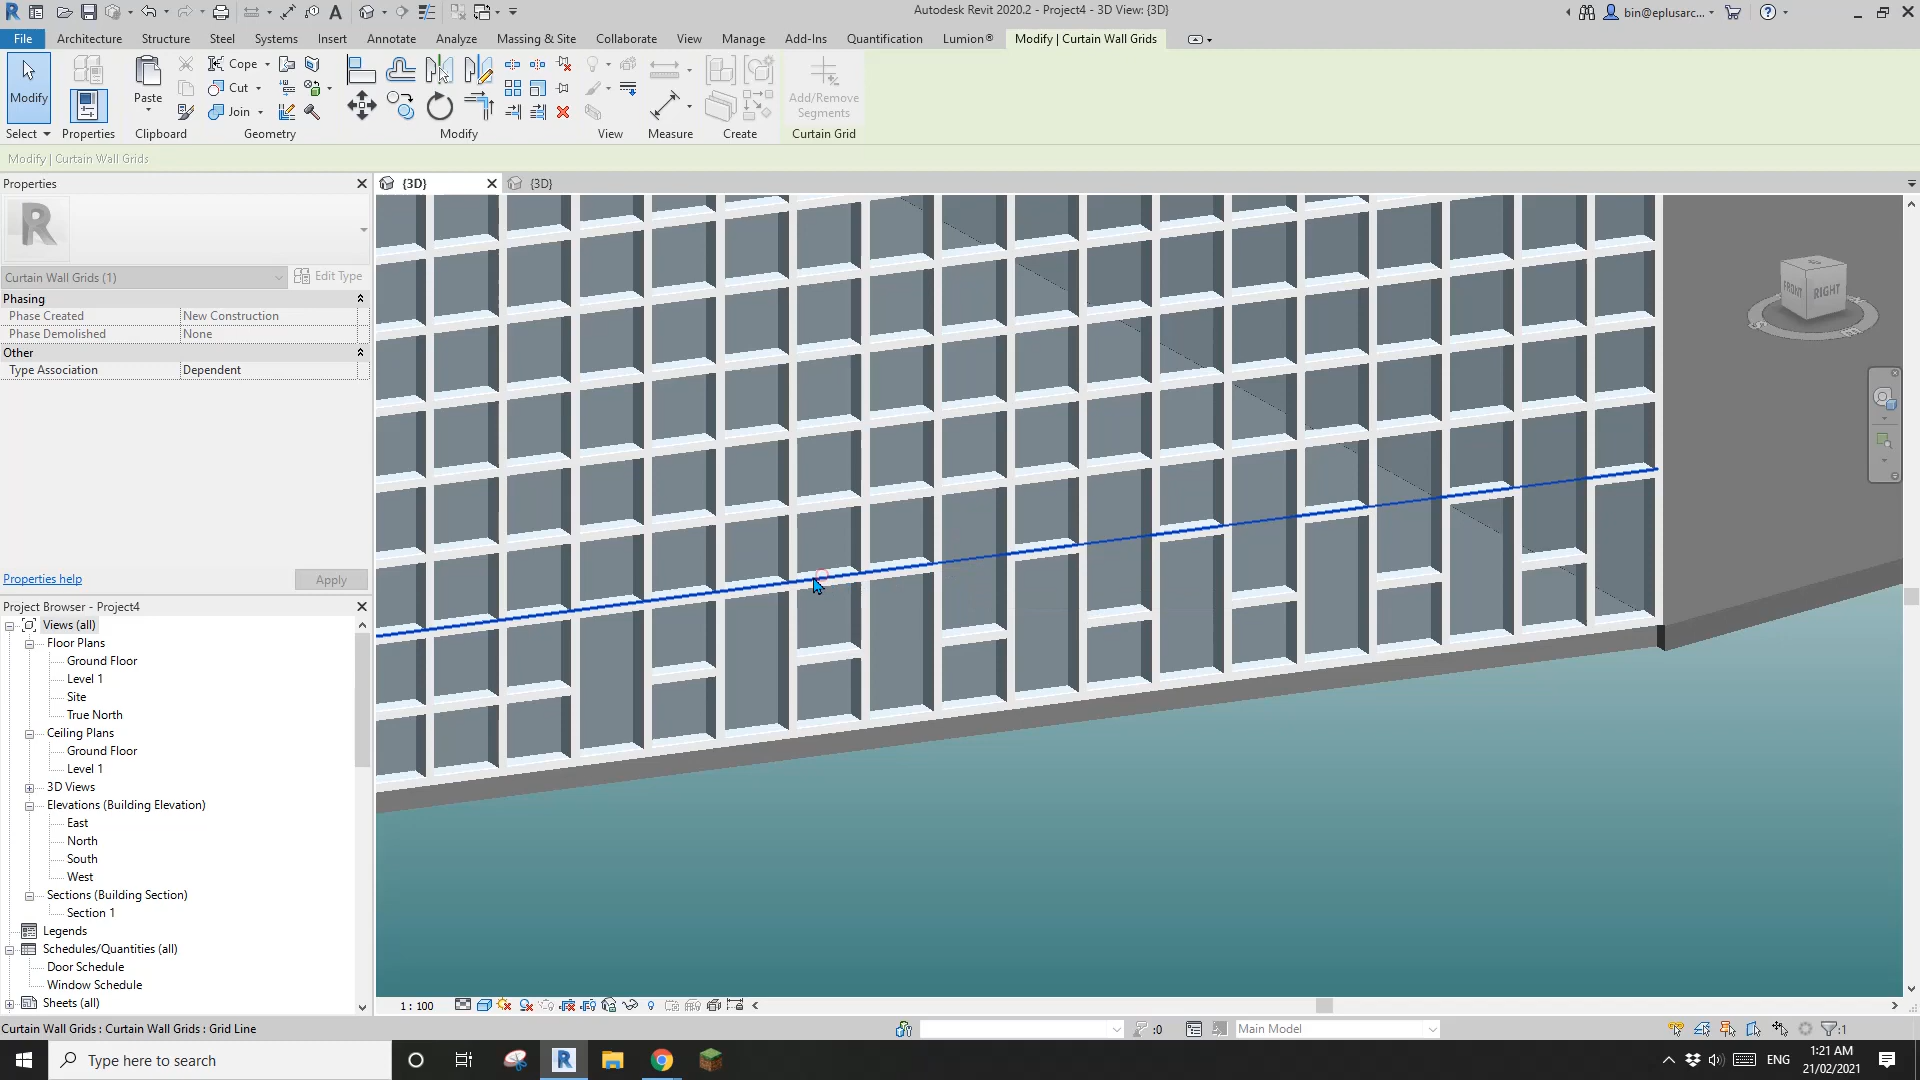 Autodesk Revit 2020.2 - Project4 - 3D View: {3D}
bin@eplusarc...
File Architecture Structure Steel Systems Insert Annotate Analyze Massing & Site Collaborate View Manage Add-Ins Quantification Lumion® Modify | Curtain Wall Grids
Modify
Paste
Cope
Cut
Join
Add/Remove
Segments
Select Properties Clipboard Geometry Modify View Measure Create Curtain Grid
Modify | Curtain Wall Grids
Properties
{3D}
{3D}
Curtain Wall Grids (1)
Edit Type
Phasing
Phase Created New Construction
Phase Demolished None
Other
Type Association Dependent
Properties help
Apply
FRONT
RIGHT
Project Browser - Project4
Views (all)
Floor Plans
Ground Floor
Level 1
Site
True North
Ceiling Plans
Ground Floor
Level 1
3D Views
Elevations (Building Elevation)
East
North
South
West
Sections (Building Section)
Section 1
Legends
Schedules/Quantities (all)
Door Schedule
Window Schedule
Sheets (all)
1 : 100
Curtain Wall Grids : Curtain Wall Grids : Grid Line
:0
Main Model
:1
Type here to search
ENG
1:21 AM
21/02/2021